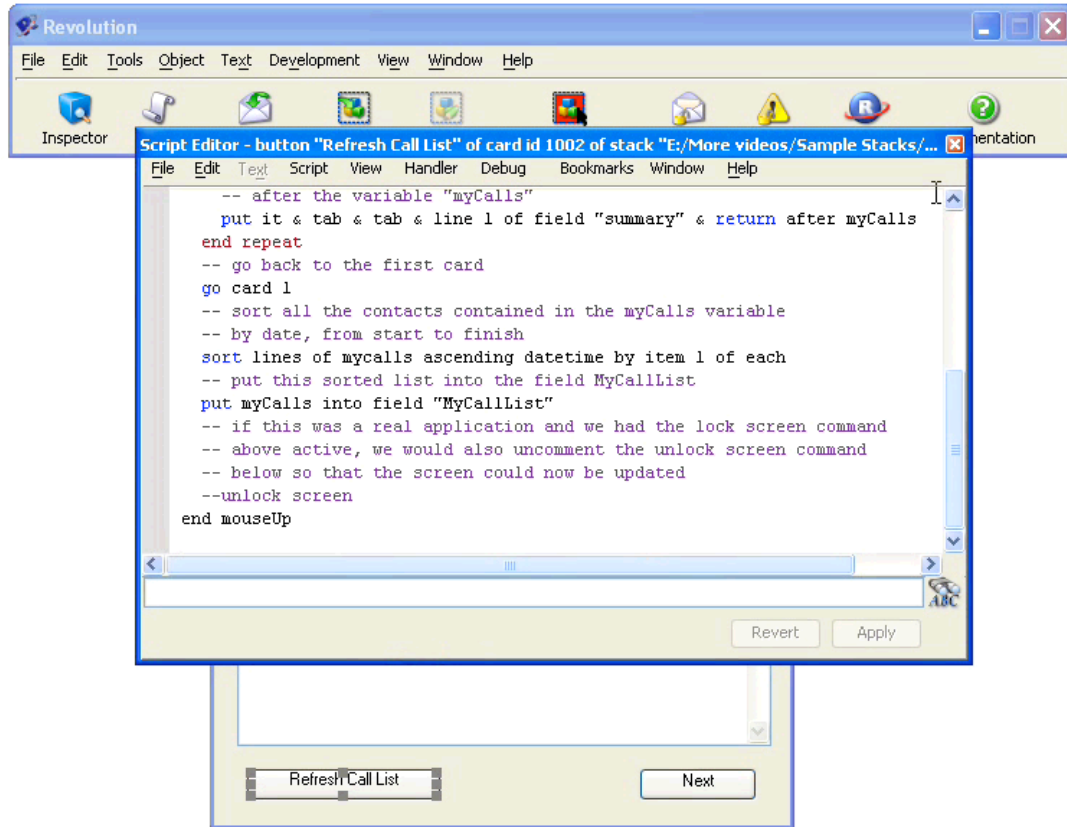 Revolution
File Edit Tools Object Text Development View Window Help
Inspector
mentation
Script Editor - button "Refresh Call List" of card id 1002 of stack "E:/More videos/Sample Stacks/...
File Edit Text Script View Handler Debug Bookmarks Window Help
-- after the variable "myCalls"
put it & tab & tab & line 1 of field "summary" & return after myCalls
end repeat
-- go back to the first card
go card 1
-- sort all the contacts contained in the myCalls variable
-- by date, from start to finish
sort lines of mycalls ascending datetime by item 1 of each
-- put this sorted list into the field MyCallList
put myCalls into field "MyCallList"
-- if this was a real application and we had the lock screen command
-- above active, we would also uncomment the unlock screen command
-- below so that the screen could now be updated
--unlock screen
end mouseUp
ABC
Revert Apply
Refresh Call List Next